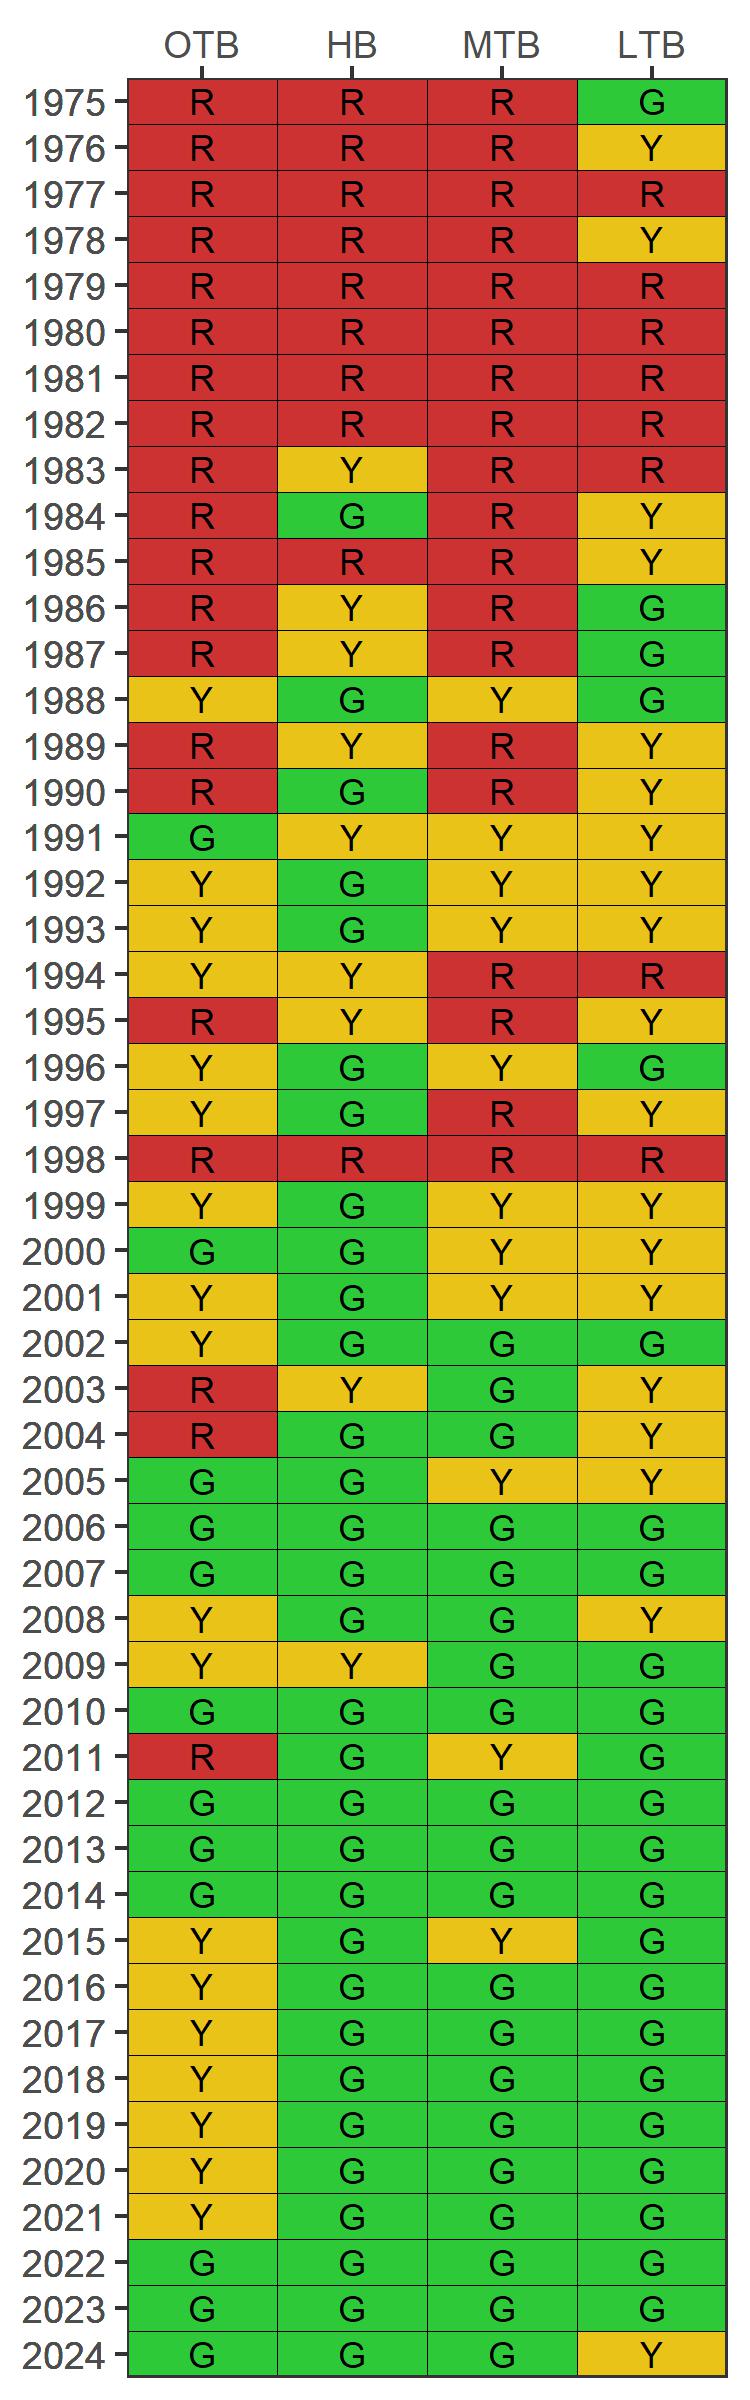 OTB HB MTB LTB
1975 R R R G
1976 R R R Y
1977 R R R R
1978 R R R Y
1979 R R R R
1980 R R R R
1981 R R R R
1982 R R R R
1983 R Y R R
1984 R G R Y
1985 R R R Y
1986 R Y R G
1987 R Y R G
1988 Y G Y G
1989 R Y R Y
1990 R G R Y
1991 G Y Y Y
1992 Y G Y Y
1993 Y G Y Y
1994 Y Y R R
1995 R Y R Y
1996 Y G Y G
1997 Y G R Y
1998 R R R R
1999 Y G Y Y
2000 G G Y Y
2001 Y G Y Y
2002 Y G G G
2003 R Y G Y
2004 R G G Y
2005 G G Y Y
2006 G G G G
2007 G G G G
2008 Y G G Y
2009 Y Y G G
2010 G G G G
2011 R G Y G
2012 G G G G
2013 G G G G
2014 G G G G
2015 Y G Y G
2016 Y G G G
2017 Y G G G
2018 Y G G G
2019 Y G G G
2020 Y G G G
2021 Y G G G
2022 G G G G
2023 G G G G
2024 G G G Y